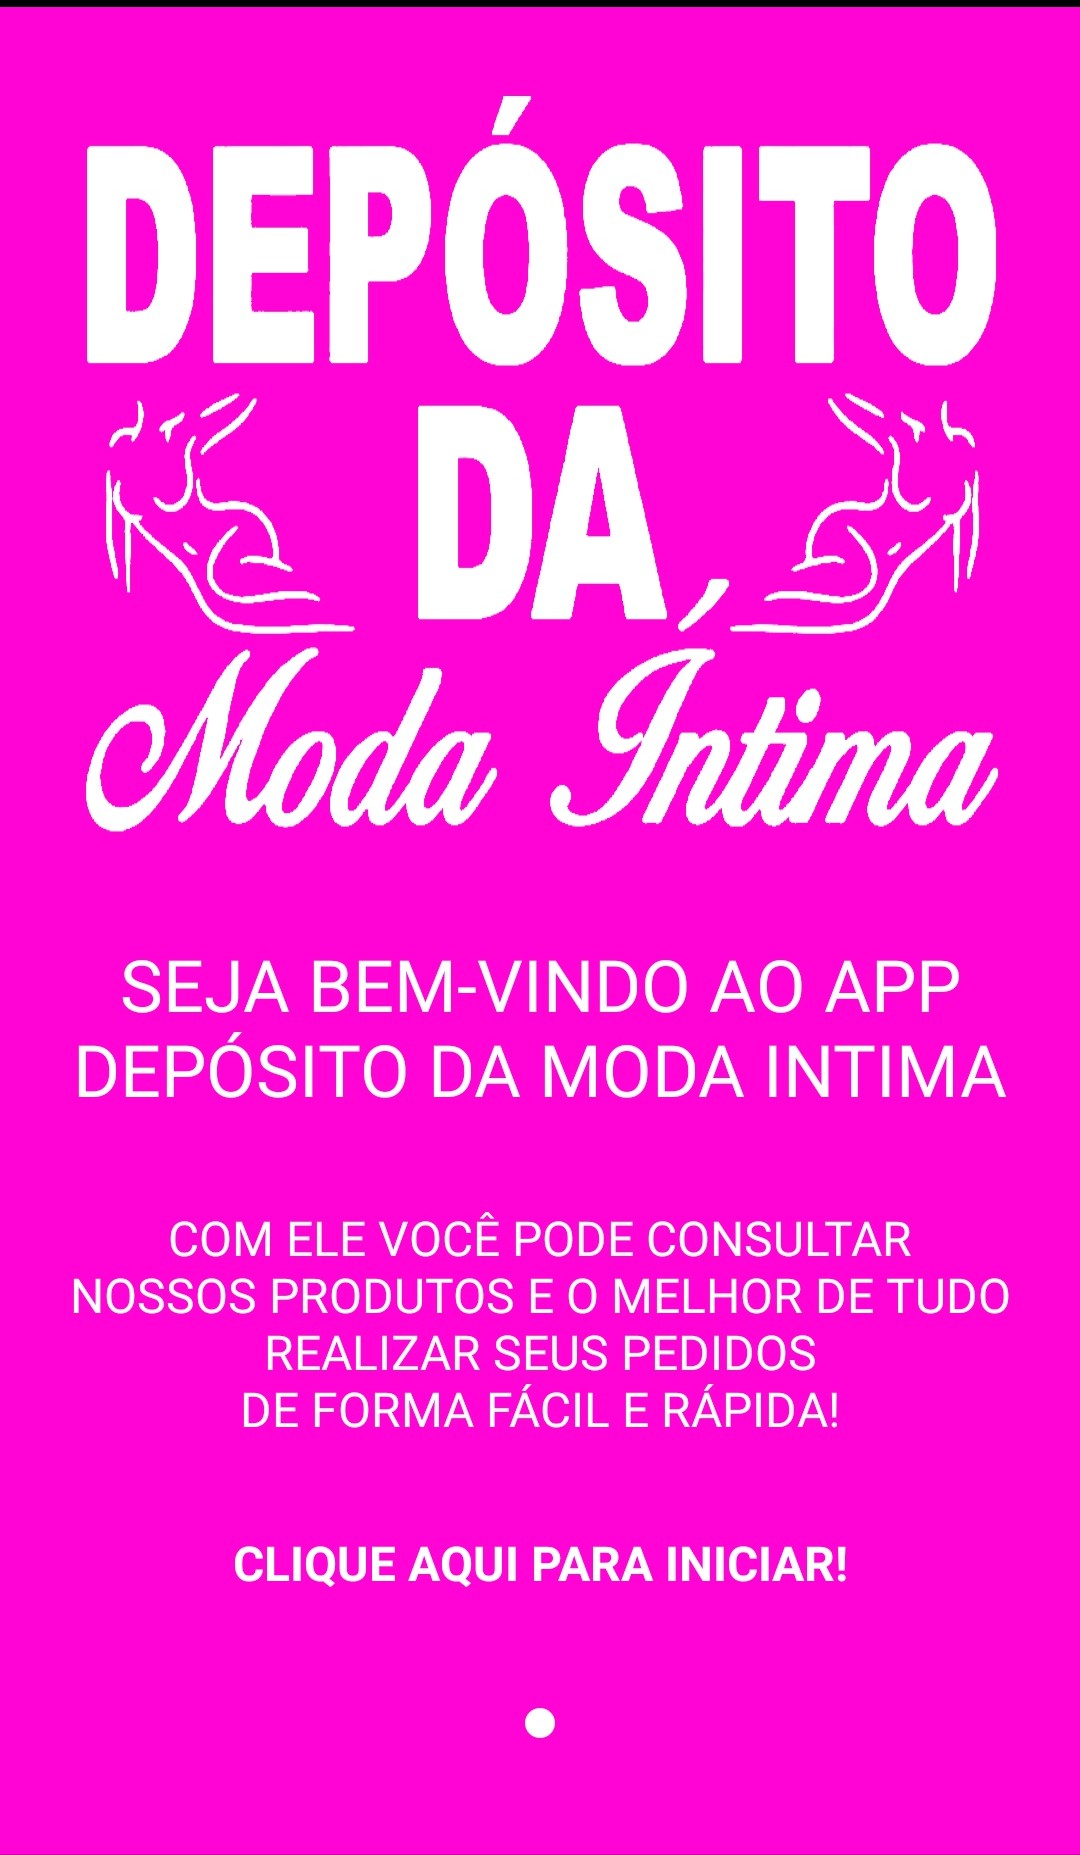 DEPÓSITO
DA
Moda Íntima
SEJA BEM-VINDO AO APP
DEPÓSITO DA MODA INTIMA
COM ELE VOCÊ PODE CONSULTAR
NOSSOS PRODUTOS E O MELHOR DE TUDO
REALIZAR SEUS PEDIDOS
DE FORMA FÁCIL E RÁPIDA!
CLIQUE AQUI PARA INICIAR!